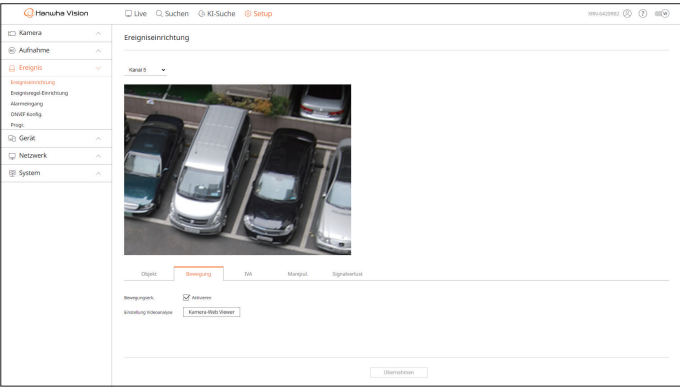 Hanwha Vision
Live
Suchen
KI-Suche
Setup
Kamera
Aufnahme
Ereignis
Ereigniseinrichtung
Ereignisregel-Einrichtung
Alarmeingang
ONVIF Konfig.
Progr.
Gerät
Netzwerk
System
Ereigniseinrichtung
Kanal 5
Objekt
Bewegung
IVA
Manipul.
Signalverlust
Bewegungserk.
Aktivieren
Einstellung Videoanalyse
Kamera-Web Viewer
Übernehmen